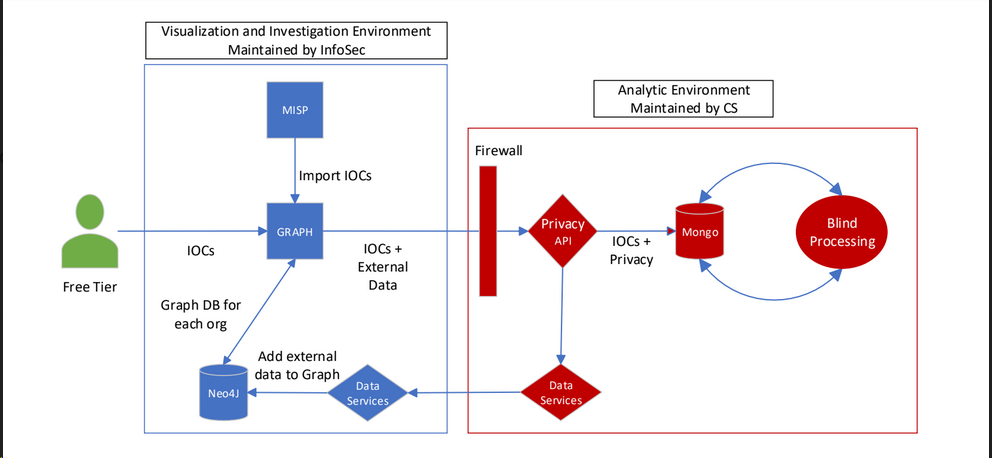 Visualization and Investigation Environment
Maintained by InfoSec
Analytic Environment
Maintained by CS
MISP
Firewall
Import IOCs
Free Tier
IOCs
GRAPH
IOCs +
External
Data
Privacy
API
IOCs +
Privacy
Mongo
Blind
Processing
Graph DB for
each org
Add external
data to Graph
Neo4J
Data
Services
Data
Services